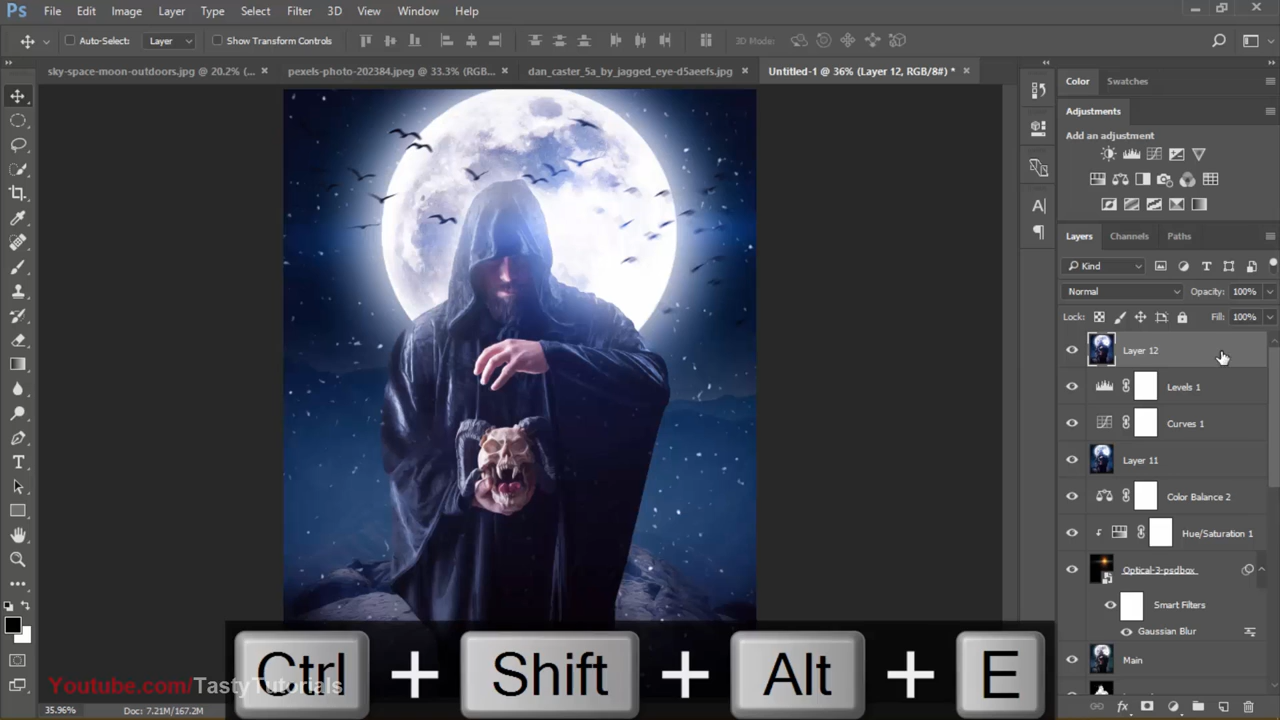 Ps File Edit Image Layer Type Select Filter 3D View Window Help
Auto-Select: Layer Show Transform Controls 3D Mode:
sky-space-moon-outdoors.jpg @ 20.2% (... × pexels-photo-202384.jpeg @ 33.3% (RGB... × dan_caster_5a_by_jagged_eye-d5aeefs.jpg × Untitled-1 @ 36% (Layer 12, RGB/8#) * ×
Color Swatches
Adjustments
Add an adjustment
Layers Channels Paths
Kind
Normal Opacity: 100%
Lock: Fill: 100%
Layer 12
Levels 1
Curves 1
Layer 11
Color Balance 2
Hue/Saturation 1
Optical-3-psdbox
Smart Filters
Gaussian Blur
Main
Ctrl + Shift + Alt + E
Youtube.com/TastyTutorials
35.96% Doc: 7.21M/167.2M